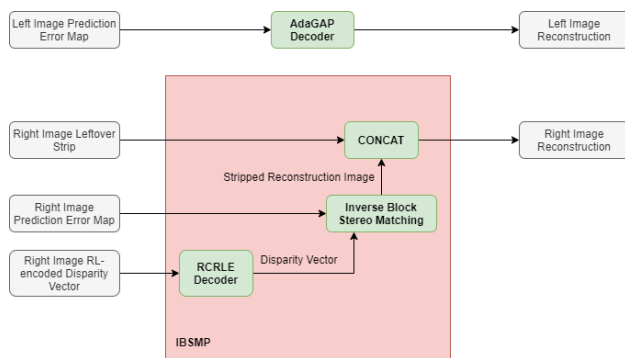 Left Image Prediction
Error Map
AdaGAP
Decoder
Left Image
Reconstruction
Right Image Leftover
Strip
CONCAT
Right Image
Reconstruction
Stripped Reconstruction Image
Right Image
Prediction Error Map
Inverse Block
Stereo Matching
Right Image RL-
encoded Disparity
Vector
RCRLE
Decoder
Disparity Vector
IBSMP